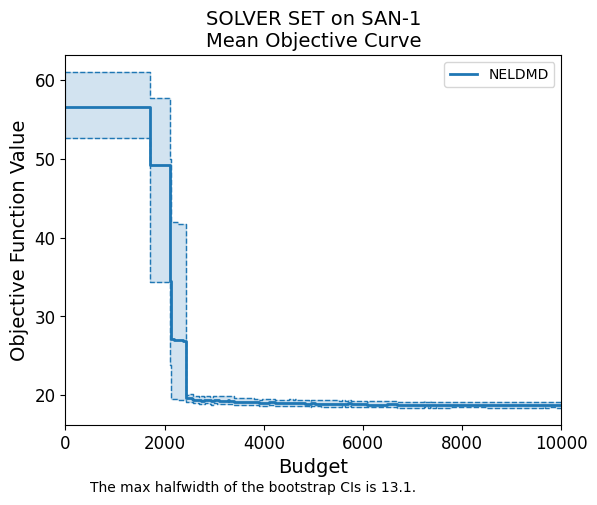 SOLVER SET on SAN-1
Mean Objective Curve
NELDMD
Objective Function Value
60
50
40
30
20
0 2000 4000 6000 8000 10000
Budget
The max halfwidth of the bootstrap CIs is 13.1.